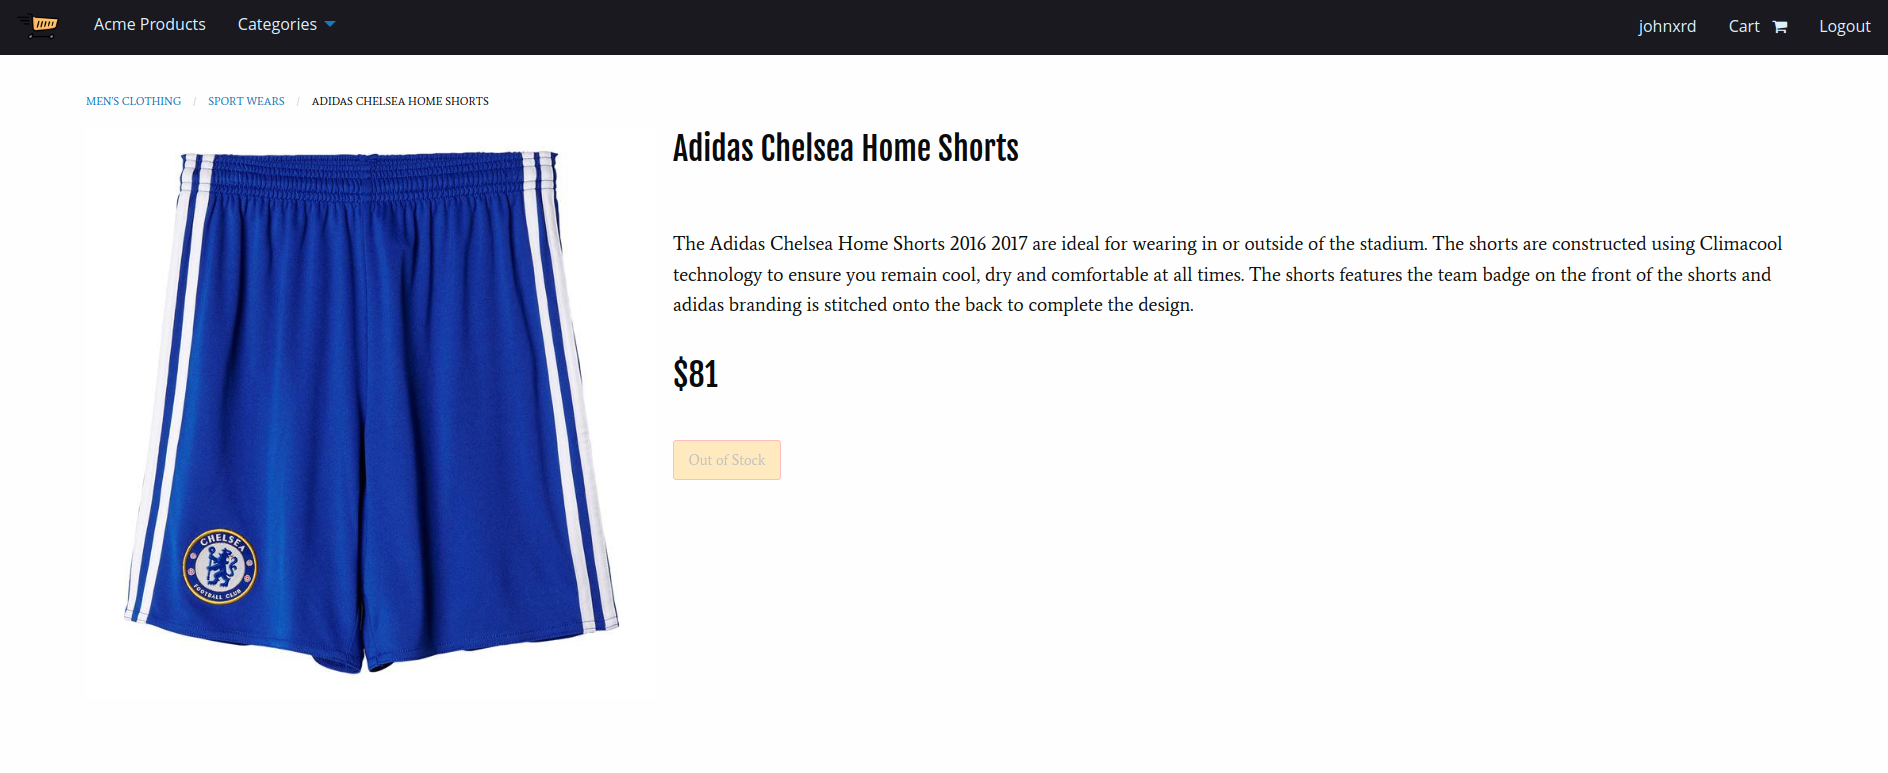 Acme Products Categories johnxrd Cart Logout
MEN'S CLOTHING / SPORT WEARS / ADIDAS CHELSEA HOME SHORTS
Adidas Chelsea Home Shorts
The Adidas Chelsea Home Shorts 2016 2017 are ideal for wearing in or outside of the stadium. The shorts are constructed using Climacool
technology to ensure you remain cool, dry and comfortable at all times. The shorts features the team badge on the front of the shorts and
adidas branding is stitched onto the back to complete the design.
$81
Out of Stock
CHELSEA
FOOTBALL CLUB